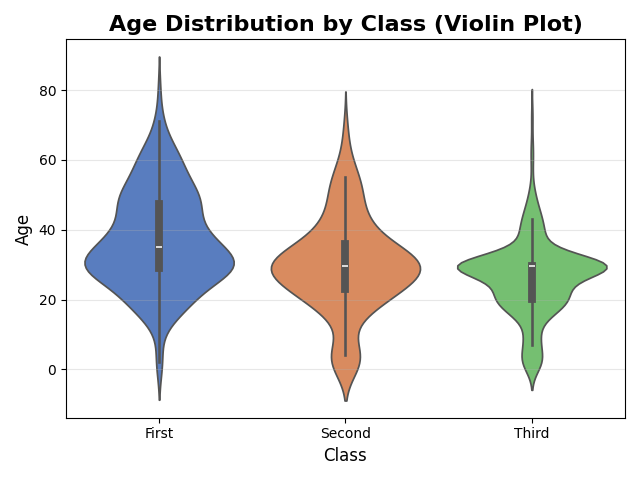 Age Distribution by Class (Violin Plot)
80
60
40
20
0
Age
First Second Third
Class